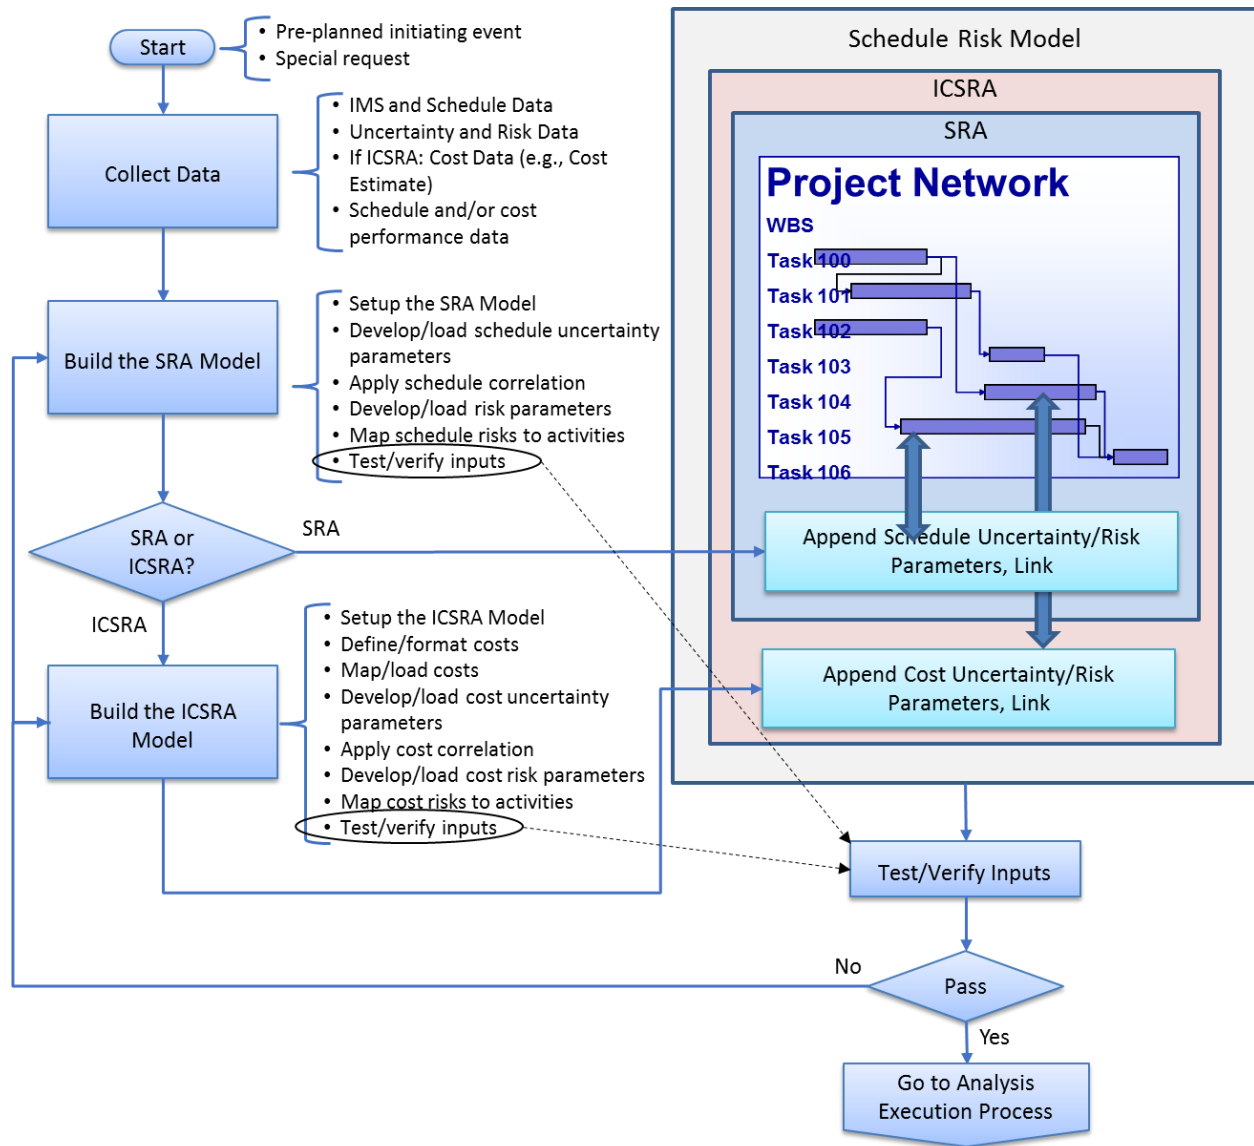 Start
• Pre-planned initiating event
• Special request
Collect Data
• IMS and Schedule Data
• Uncertainty and Risk Data
• If ICSRA: Cost Data (e.g., Cost
Estimate)
• Schedule and/or cost
performance data
Build the SRA Model
• Setup the SRA Model
• Develop/load schedule uncertainty
parameters
• Apply schedule correlation
• Develop/load risk parameters
• Map schedule risks to activities
• Test/verify inputs
SRA or
ICSRA?
SRA
ICSRA
Build the ICSRA
Model
• Setup the ICSRA Model
• Define/format costs
• Map/load costs
• Develop/load cost uncertainty
parameters
• Apply cost correlation
• Develop/load cost risk parameters
• Map cost risks to activities
• Test/verify inputs
Schedule Risk Model
ICSRA
SRA
Project Network
WBS
Task 100
Task 101
Task 102
Task 103
Task 104
Task 105
Task 106
Append Schedule Uncertainty/Risk
Parameters, Link
Append Cost Uncertainty/Risk
Parameters, Link
Test/Verify Inputs
Pass
No
Yes
Go to Analysis
Execution Process